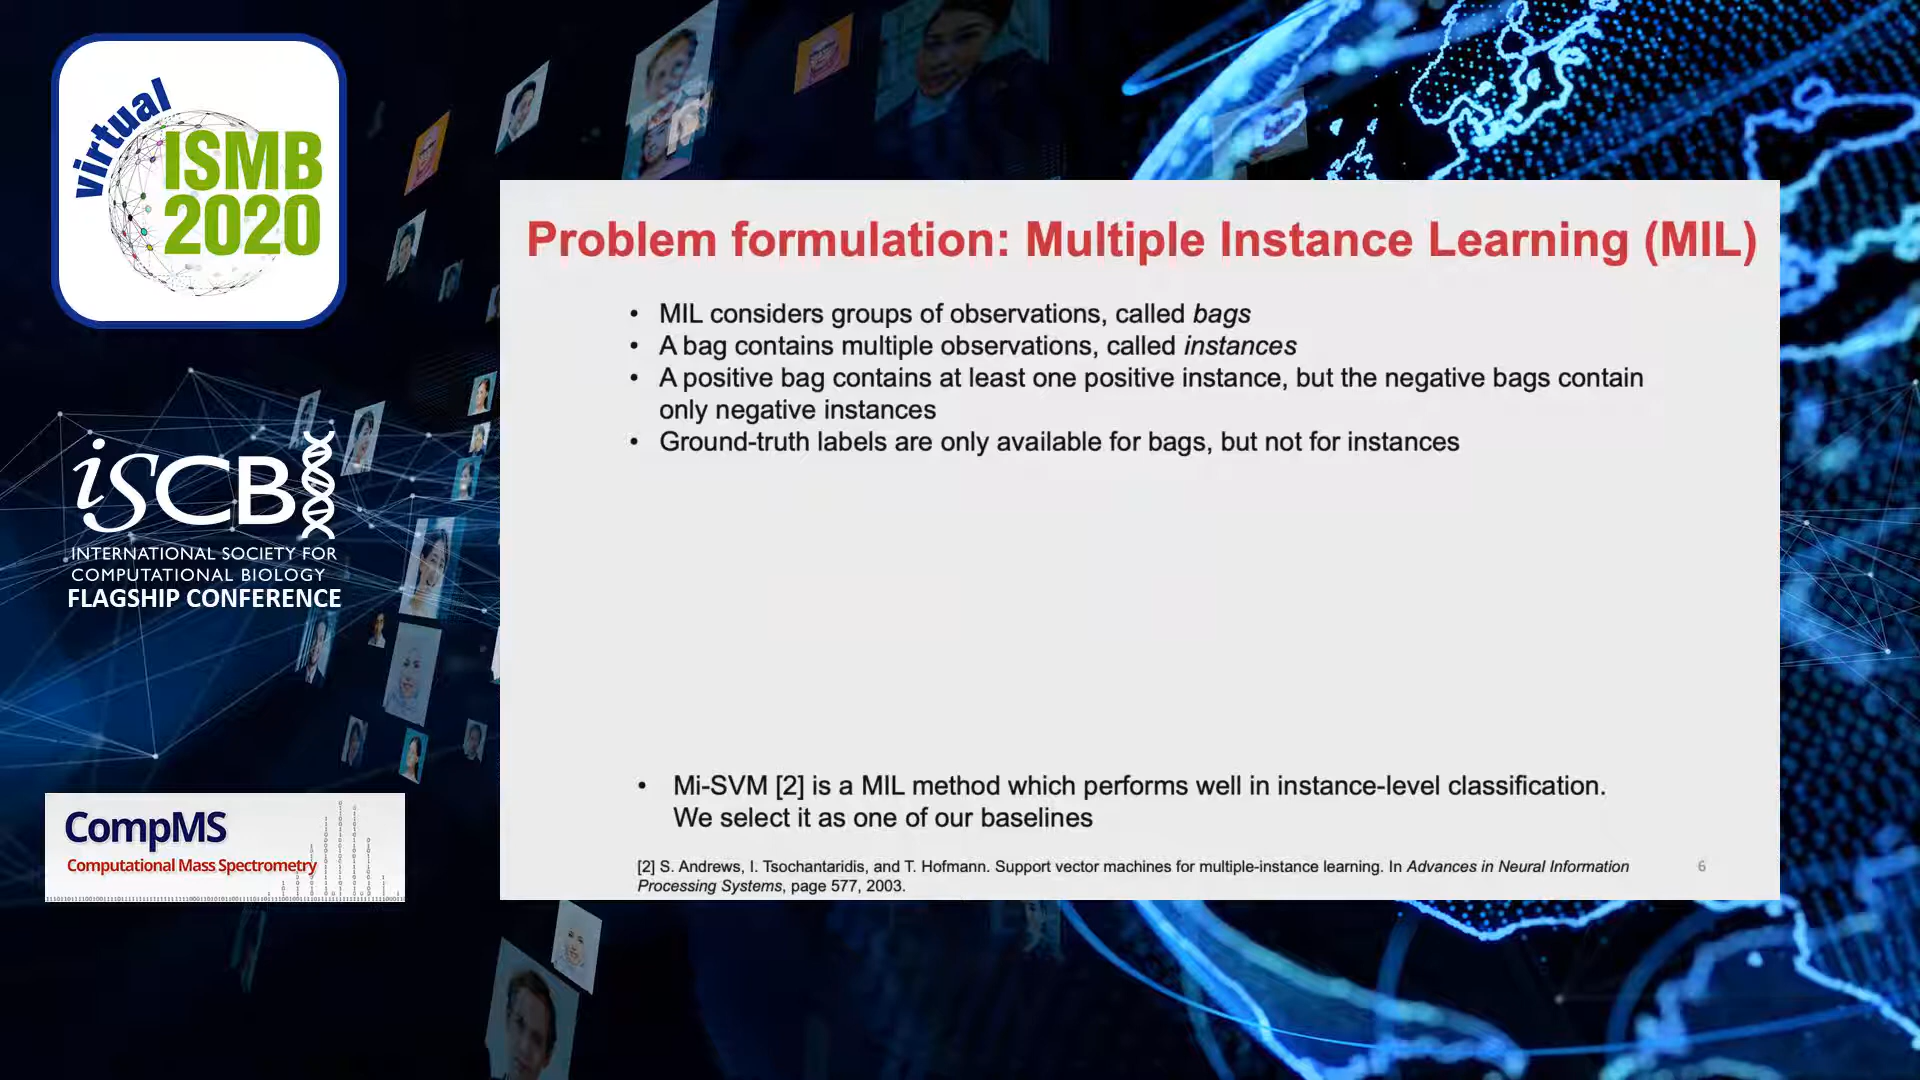 virtual
ISMB
2020
iSCB
INTERNATIONAL SOCIETY FOR
COMPUTATIONAL BIOLOGY
FLAGSHIP CONFERENCE
CompMS
Computational Mass Spectrometry
Problem formulation: Multiple Instance Learning (MIL)
• MIL considers groups of observations, called bags
• A bag contains multiple observations, called instances
• A positive bag contains at least one positive instance, but the negative bags contain
only negative instances
• Ground-truth labels are only available for bags, but not for instances
• Mi-SVM [2] is a MIL method which performs well in instance-level classification.
We select it as one of our baselines
[2] S. Andrews, I. Tsochantaridis, and T. Hofmann. Support vector machines for multiple-instance learning. In Advances in Neural Information
Processing Systems, page 577, 2003.
6